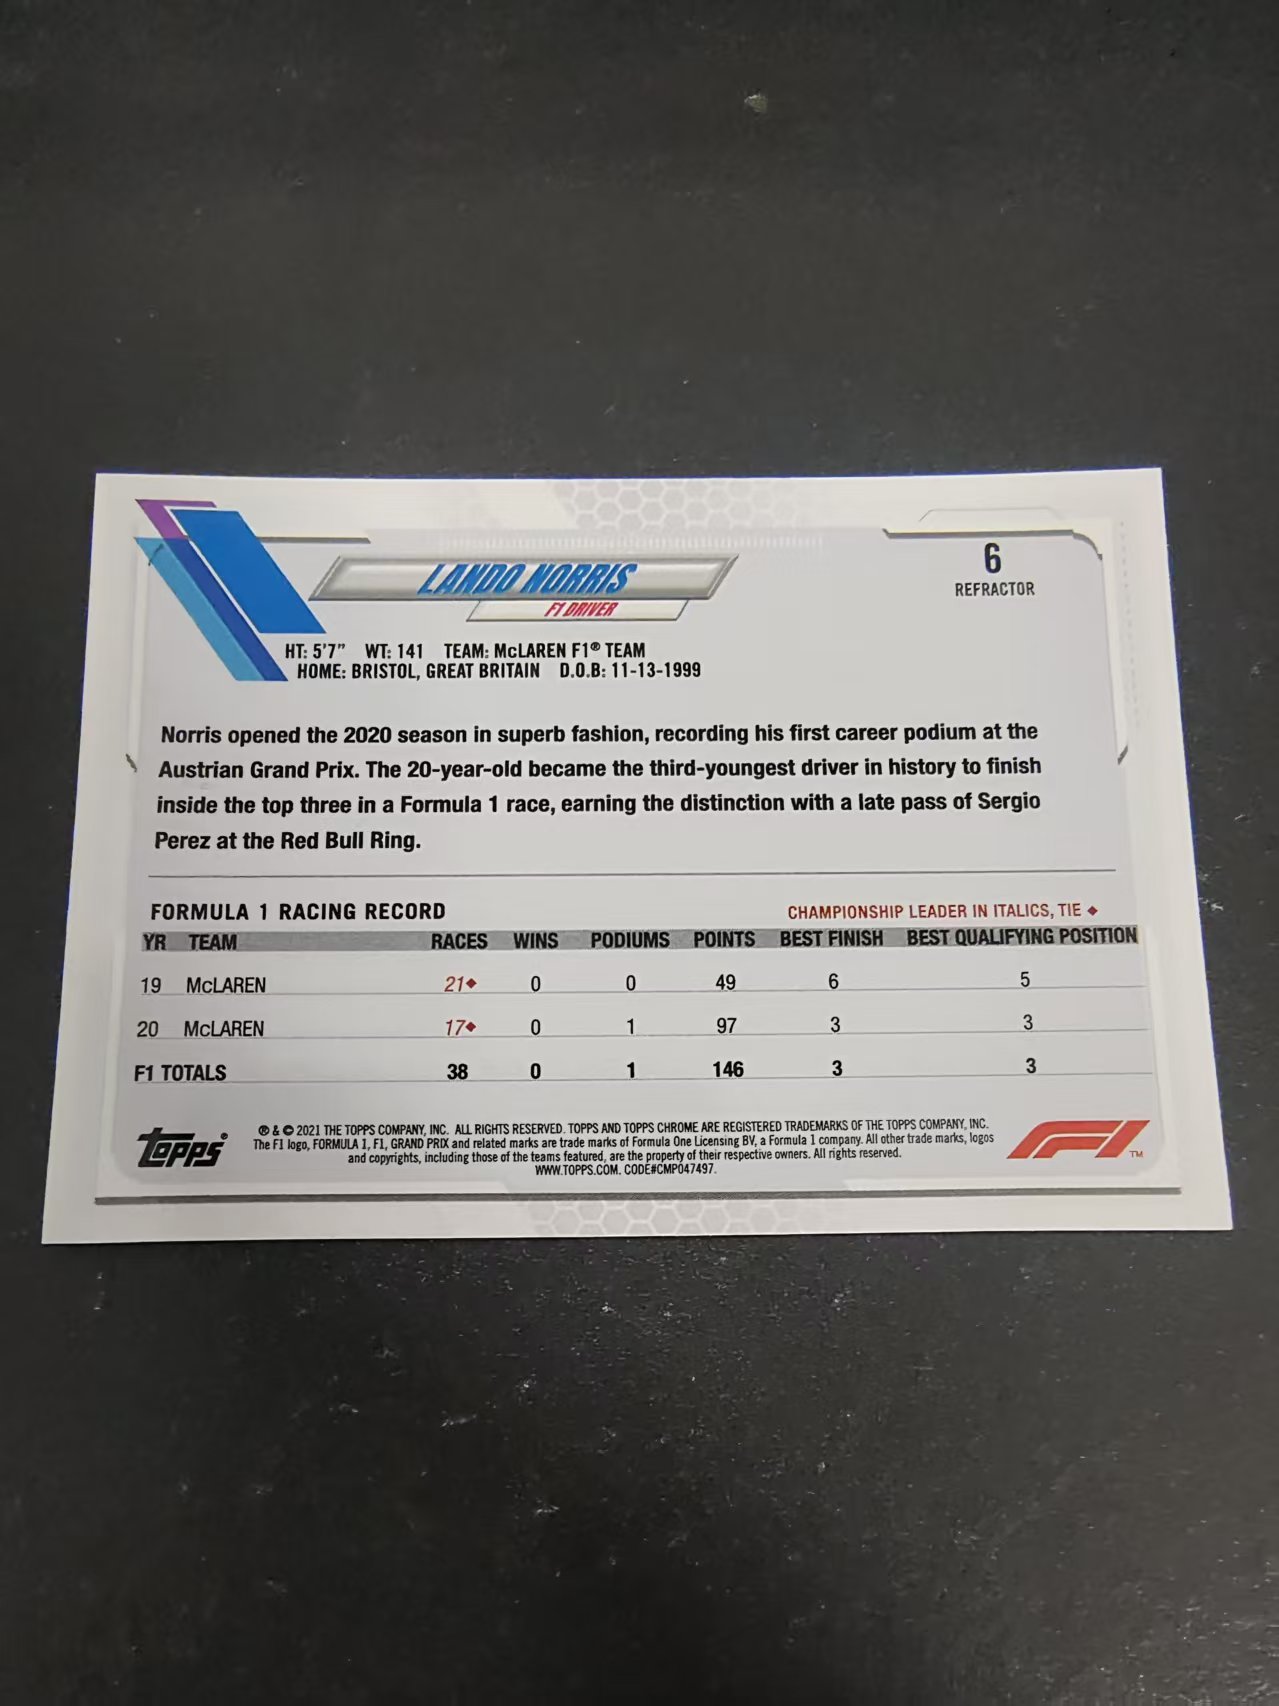 6
REFRACTOR
LANDO NORRIS
F1 DRIVER
HT: 5'7" WT: 141 TEAM: McLAREN F1® TEAM
HOME: BRISTOL, GREAT BRITAIN D.O.B: 11-13-1999
Norris opened the 2020 season in superb fashion, recording his first career podium at the
Austrian Grand Prix. The 20-year-old became the third-youngest driver in history to finish
inside the top three in a Formula 1 race, earning the distinction with a late pass of Sergio
Perez at the Red Bull Ring.
FORMULA 1 RACING RECORD CHAMPIONSHIP LEADER IN ITALICS, TIE ♦
YR TEAM RACES WINS PODIUMS POINTS BEST FINISH BEST QUALIFYING POSITION
19 McLAREN 21♦ 0 0 49 6 5
20 McLAREN 17♦ 0 1 97 3 3
F1 TOTALS 38 0 1 146 3 3
Topps®
® & © 2021 THE TOPPS COMPANY, INC. ALL RIGHTS RESERVED. TOPPS AND TOPPS CHROME ARE REGISTERED TRADEMARKS OF THE TOPPS COMPANY, INC.
The F1 logo, FORMULA 1, F1, GRAND PRIX and related marks are trade marks of Formula One Licensing BV, a Formula 1 company. All other trade marks, logos
and copyrights, including those of the teams featured, are the property of their respective owners. All rights reserved.
WWW.TOPPS.COM. CODE#CMP047497.
F1 ™